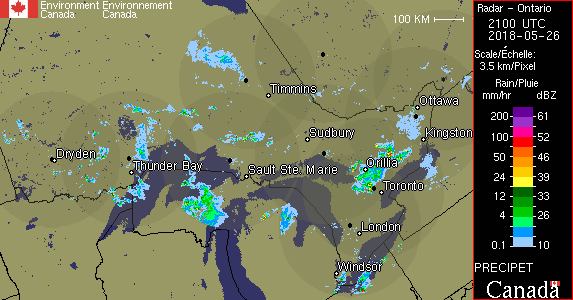 Environment Environnement
Canada Canada
100 KM
Timmins
Ottawa
Sudbury
Kingston
Dryden
Thunder Bay
Sault Ste. Marie
Orillia
Toronto
London
Windsor
Radar - Ontario
2100 UTC
2018-05-26
Scale/Échelle:
3.5 km/Pixel
Rain/Pluie
mm/hr dBZ
200 61
100 52
50 46
24 39
12 33
4 26
0.1 10
PRECIPET
Canada